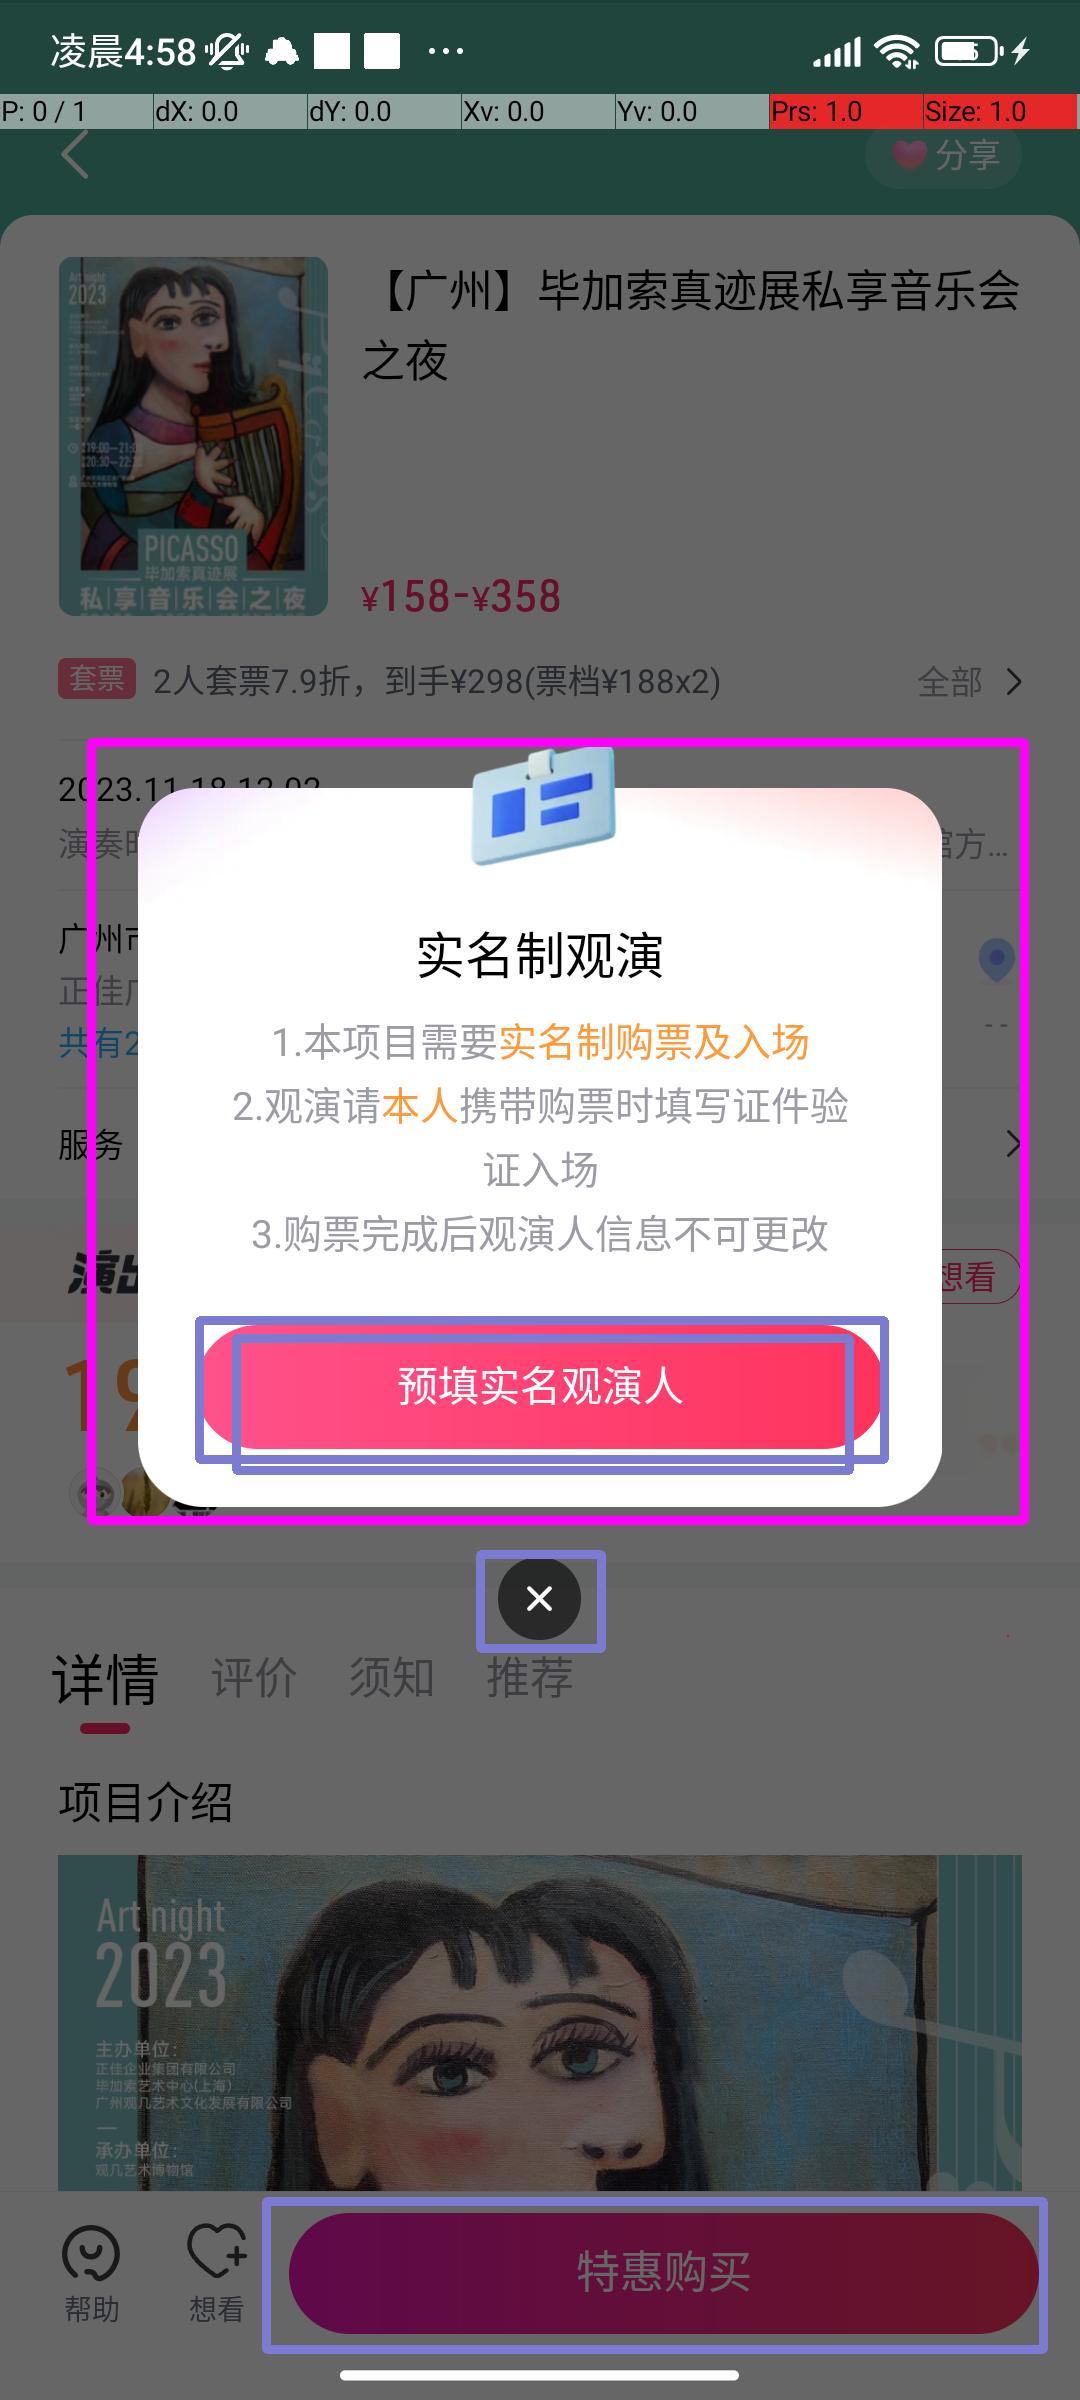 凌晨4:58
P: 0 / 1 dX: 0.0 dY: 0.0 Xv: 0.0 Yv: 0.0 Prs: 1.0 Size: 1.0
分享
【广州】毕加索真迹展私享音乐会之夜
Art night
2023
PICASSO
毕加索真迹展
私享音乐会之夜
¥158-¥358
套票 2人套票7.9折，到手¥298(票档¥188x2) 全部
2023.11.18-12.02
演奏 官方...
广州市
正佳广
共有2
服务
演出
想看
19
实名制观演
1.本项目需要实名制购票及入场
2.观演请本人携带购票时填写证件验
证入场
3.购票完成后观演人信息不可更改
预填实名观演人
详情 评价 须知 推荐
项目介绍
Art night
2023
主办单位：
正佳企业集团有限公司
毕加索艺术中心(上海)
广州观几艺术文化发展有限公司
承办单位：
观几艺术博物馆
帮助 想看 特惠购买